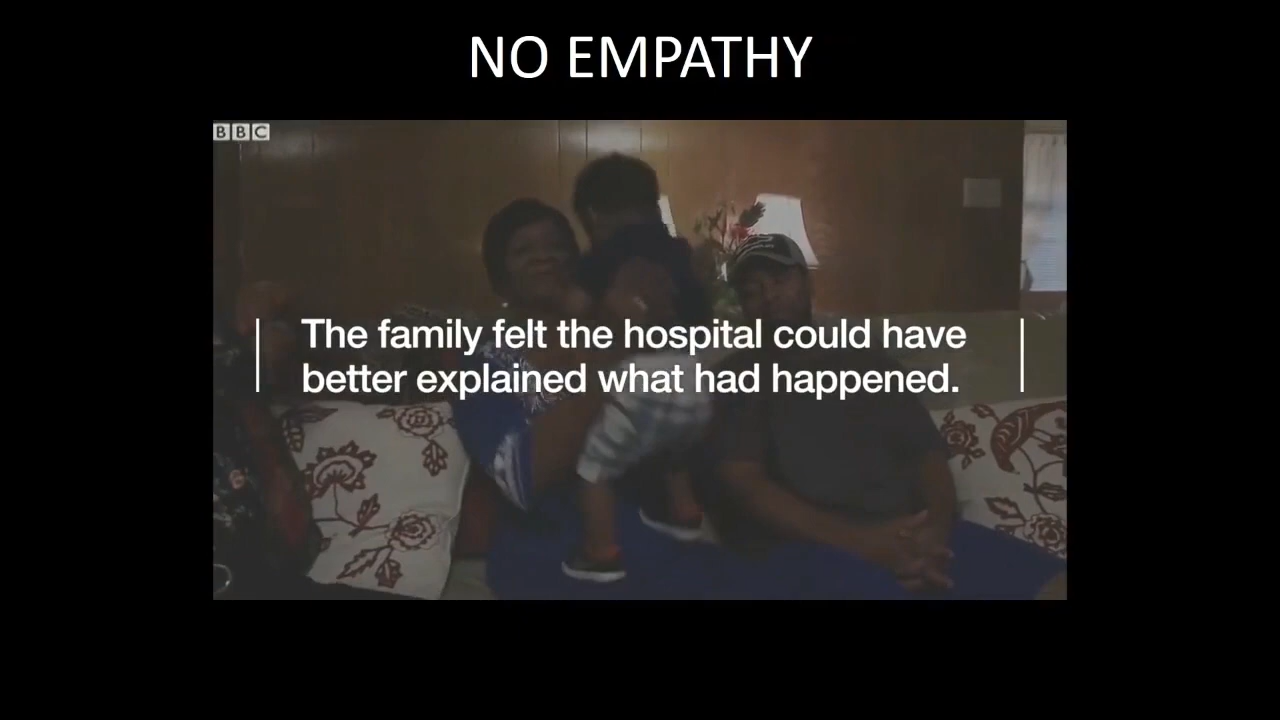 NO EMPATHY
BBC
The family felt the hospital could have
better explained what had happened.